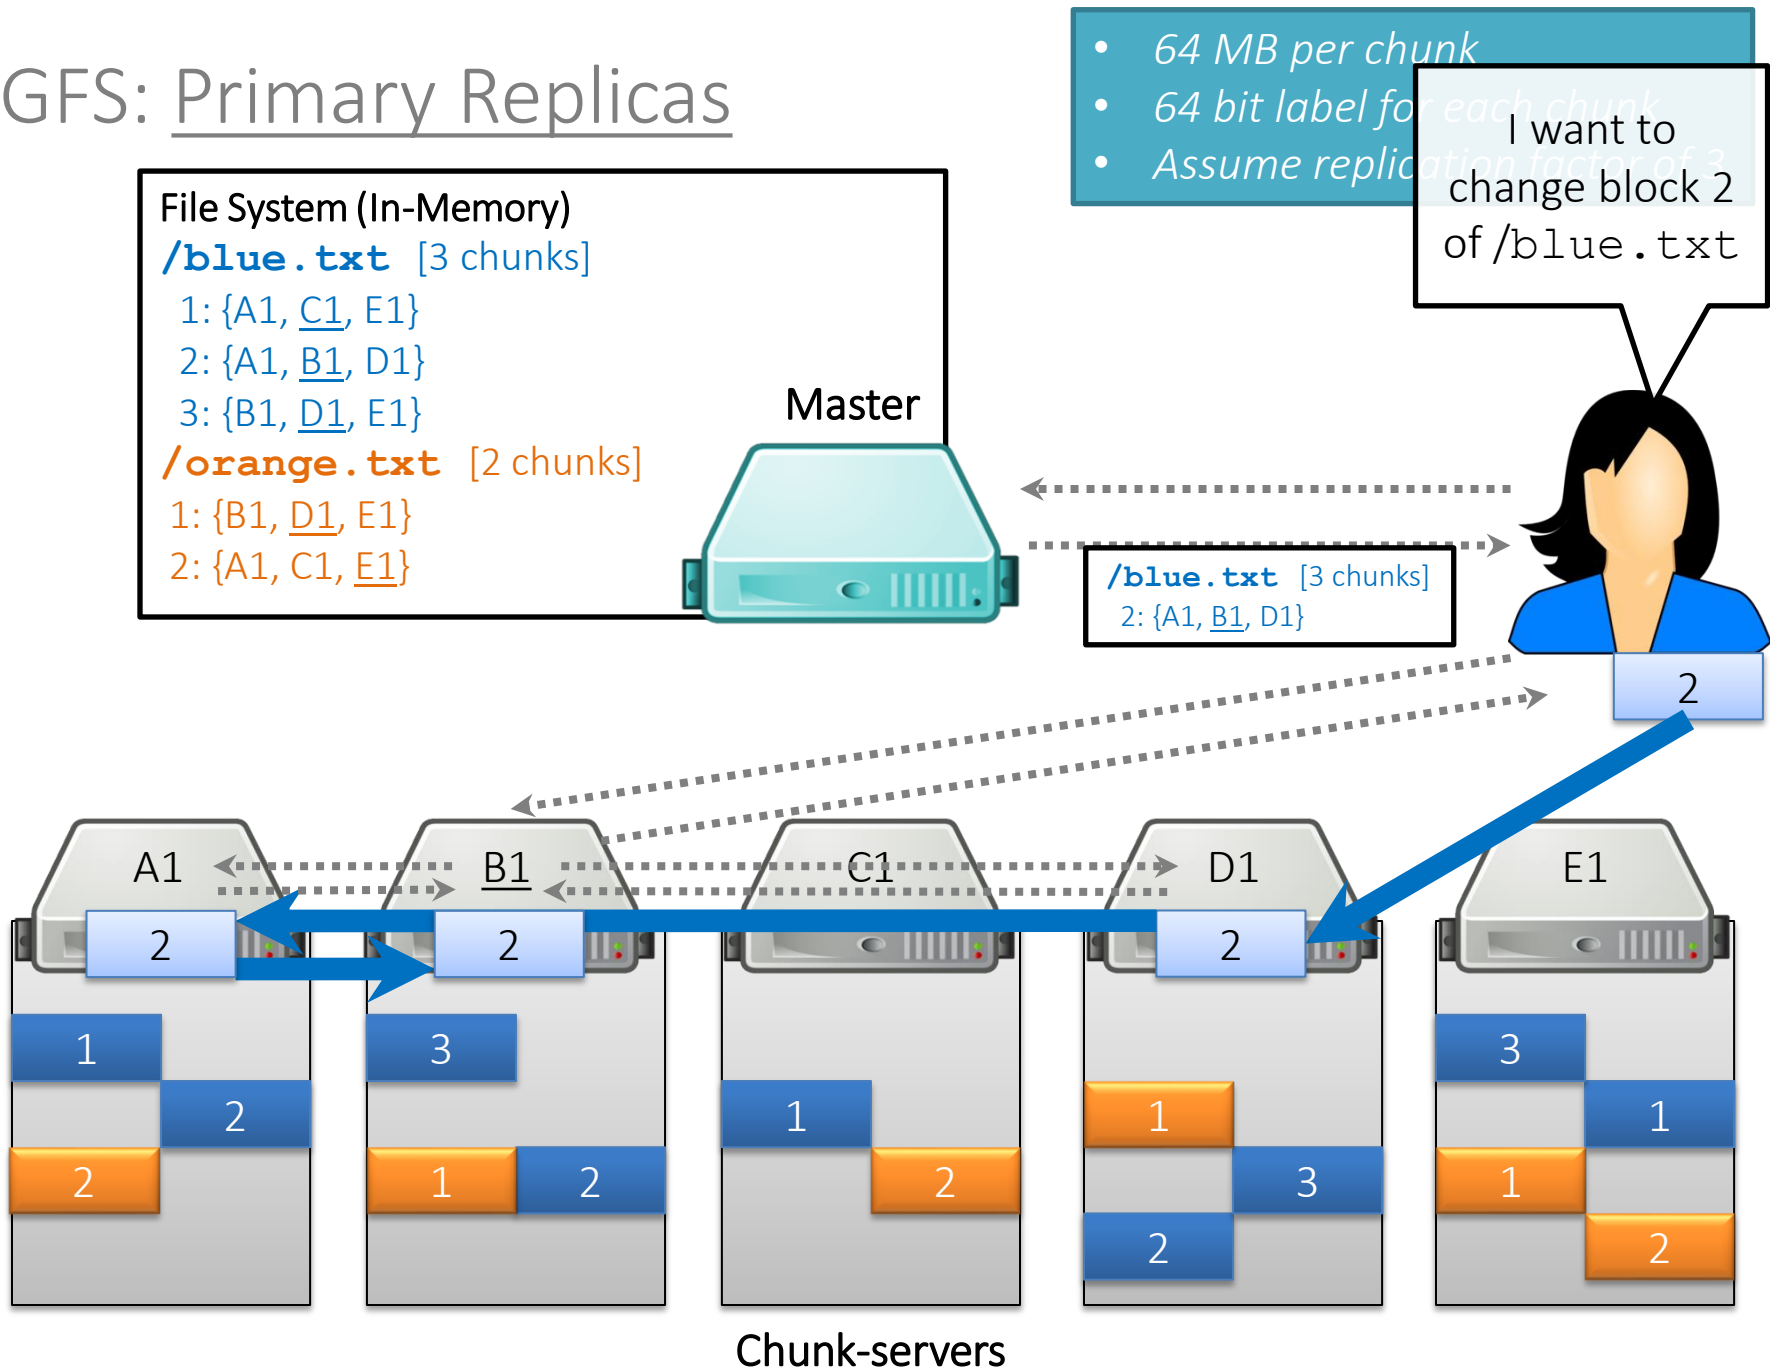 GFS: Primary Replicas
• 64 MB per chunk
• 64 bit label for each chunk
• Assume replication factor of 3
I want to
change block 2
of /blue.txt
File System (In-Memory)
/blue.txt [3 chunks]
1: {A1, C1, E1}
2: {A1, B1, D1}
3: {B1, D1, E1}
/orange.txt [2 chunks]
1: {B1, D1, E1}
2: {A1, C1, E1}
Master
/blue.txt [3 chunks]
2: {A1, B1, D1}
2
A1 B1 C1 D1 E1
2 2 2
1 3 3
2 1 1 1
2 1 2 2 3 1
2 2
Chunk-servers